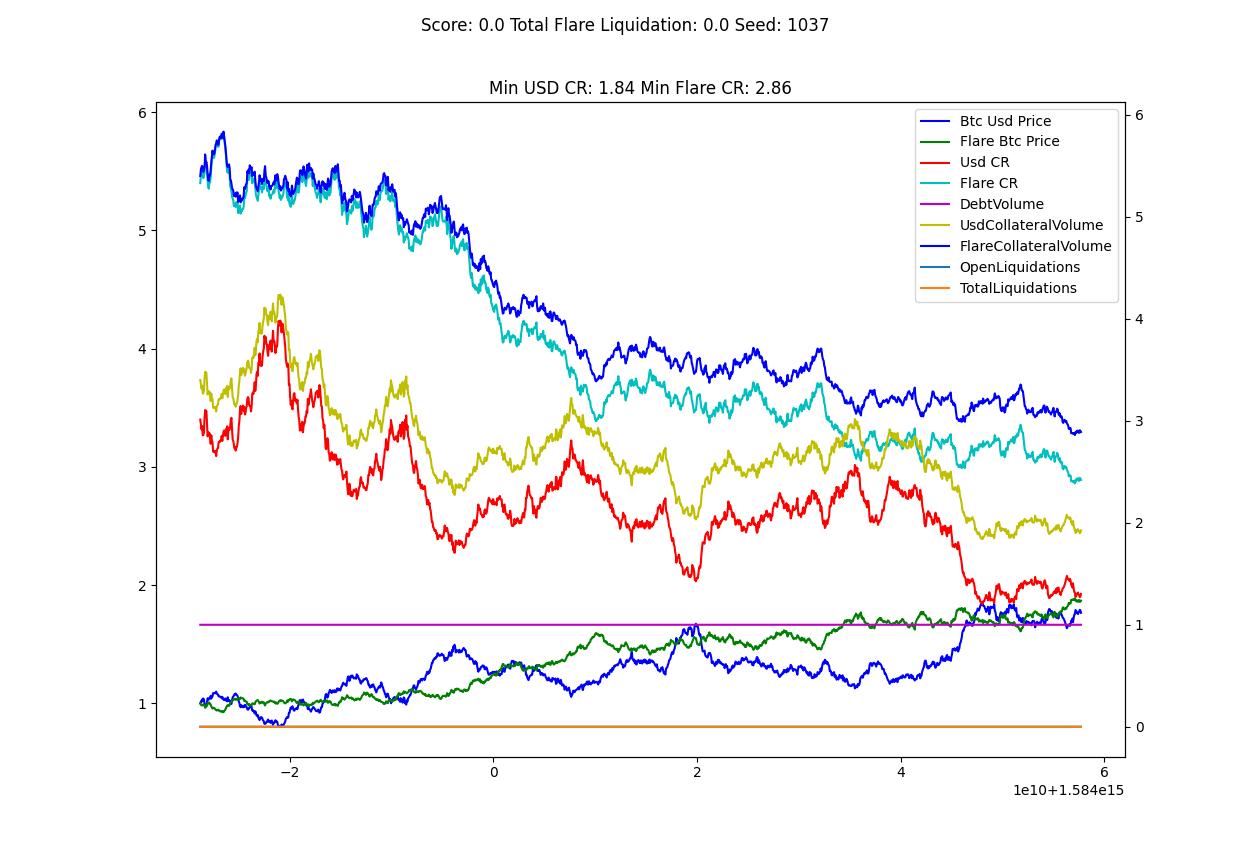 Score: 0.0 Total Flare Liquidation: 0.0 Seed: 1037
Min USD CR: 1.84 Min Flare CR: 2.86
6
5
4
3
2
1
6
5
4
3
2
1
0
Btc Usd Price
Flare Btc Price
Usd CR
Flare CR
DebtVolume
UsdCollateralVolume
FlareCollateralVolume
OpenLiquidations
TotalLiquidations
−2
0
2
4
6
1e10+1.584e15